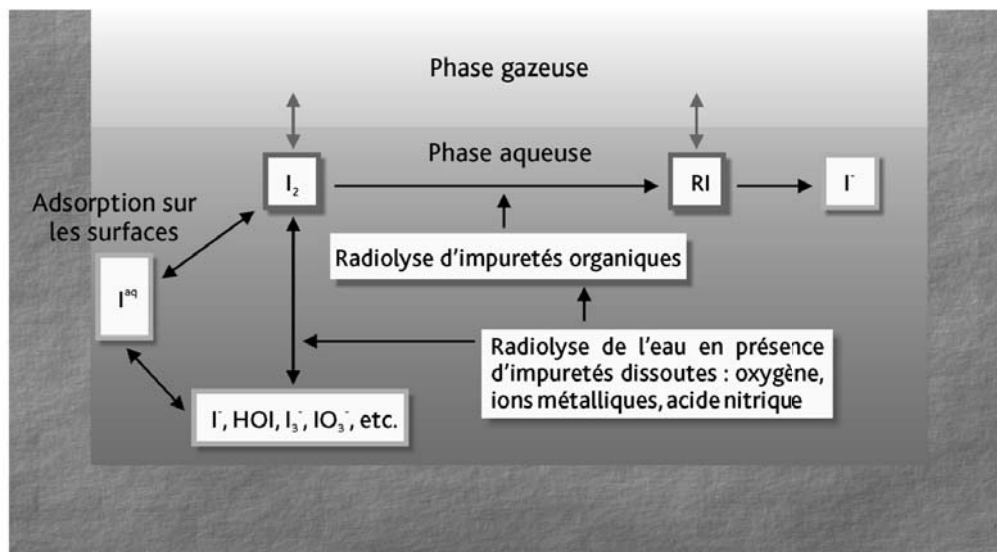 Phase gazeuse
Phase aqueuse
I₂
RI
I⁻
Adsorption sur
les surfaces
Radiolyse d'impuretés organiques
I^aq
Radiolyse de l'eau en présence
d'impuretés dissoutes : oxygène,
ions métalliques, acide nitrique
I⁻, HOI, I₃⁻, IO₃⁻, etc.